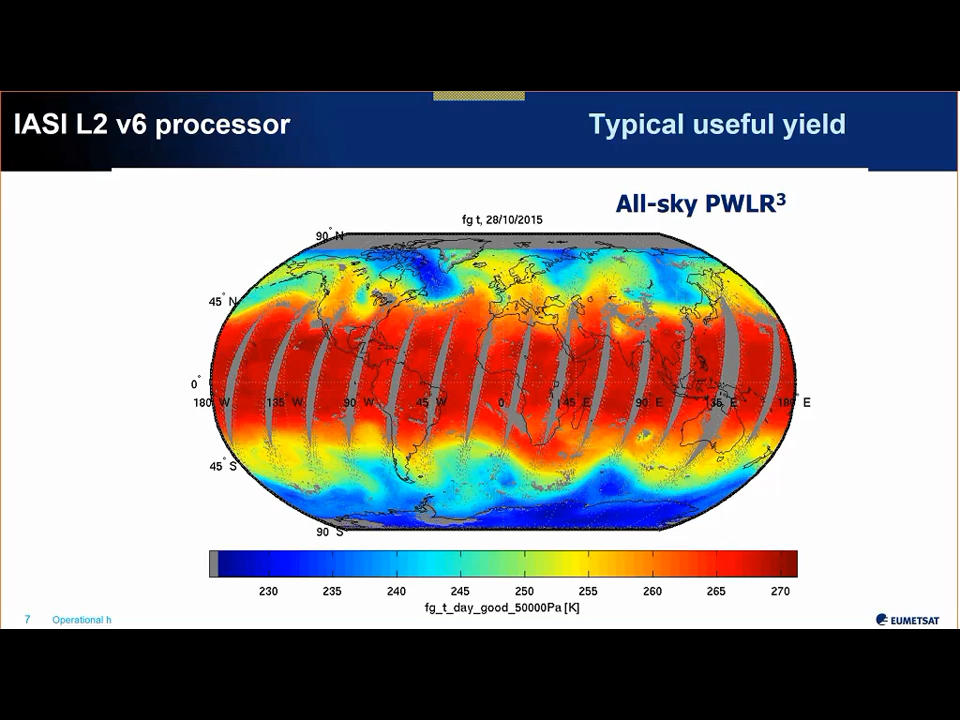 IASI L2 v6 processor
Typical useful yield
All-sky PWLR³
fg t, 28/10/2015
90° N
45° N
0°
180° W 135° W 90° W 45° W 0° 45° E 90° E 135° E 180° E
45° S
90° S
230 235 240 245 250 255 260 265 270
fg_t_day_good_50000Pa [K]
7 Operational h
EUMETSAT